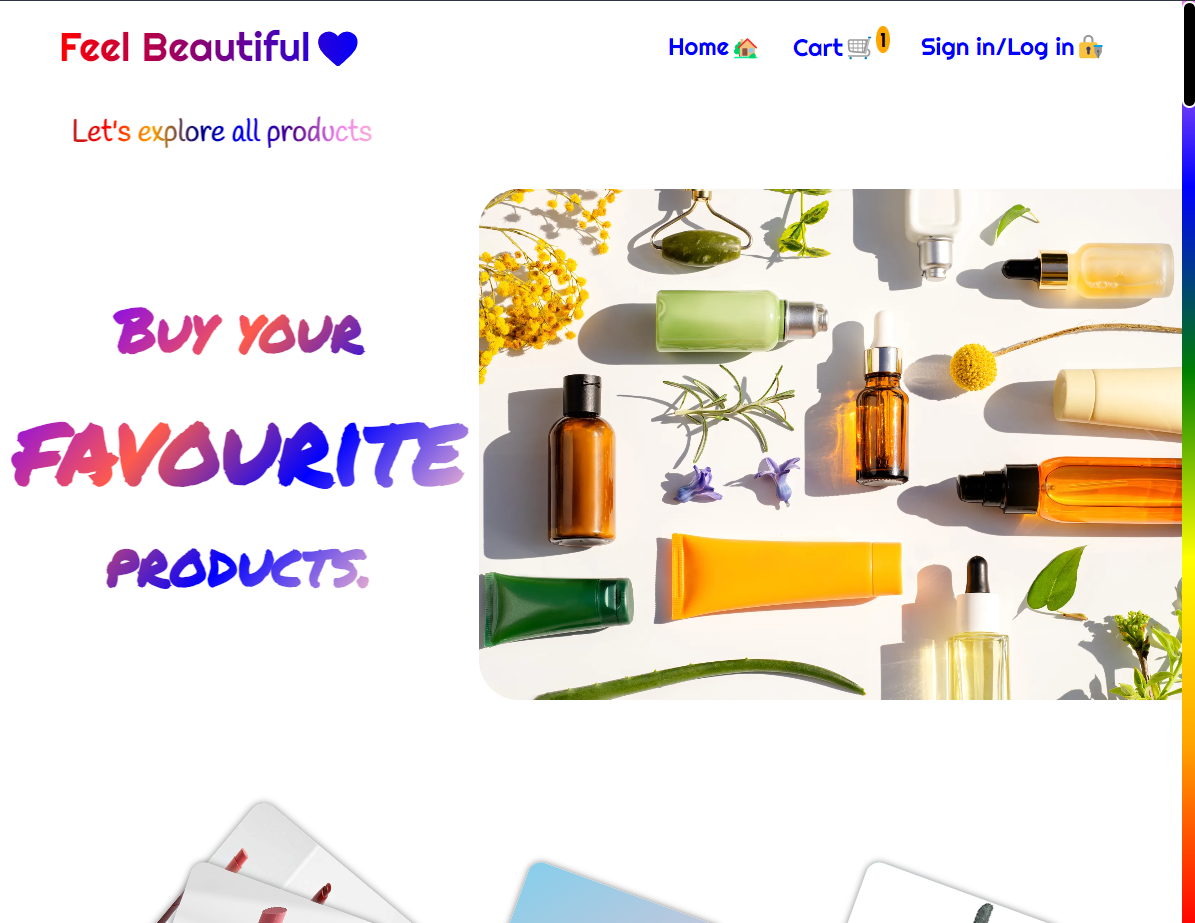 Feel Beautiful
Home
Cart 1
Sign in/Log in
Let's explore all products
Buy your
FAVOURITE
PRODUCTS.